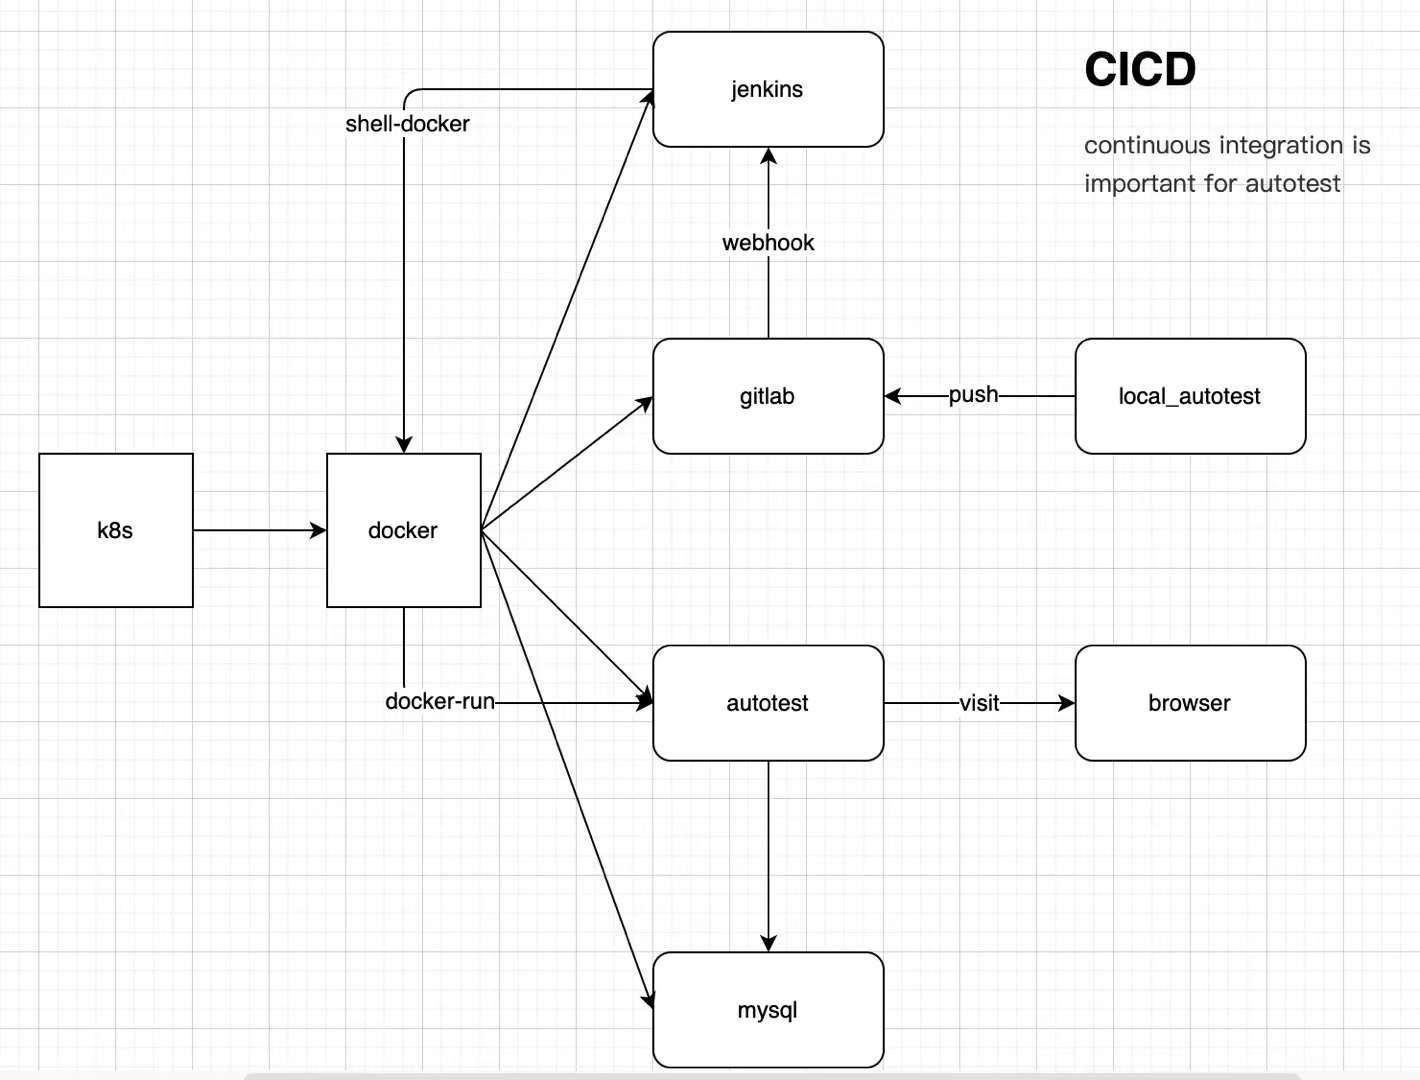 jenkins
CICD
shell-docker
continuous integration is
important for autotest
webhook
gitlab
push
local_autotest
k8s
docker
docker-run
autotest
visit
browser
mysql